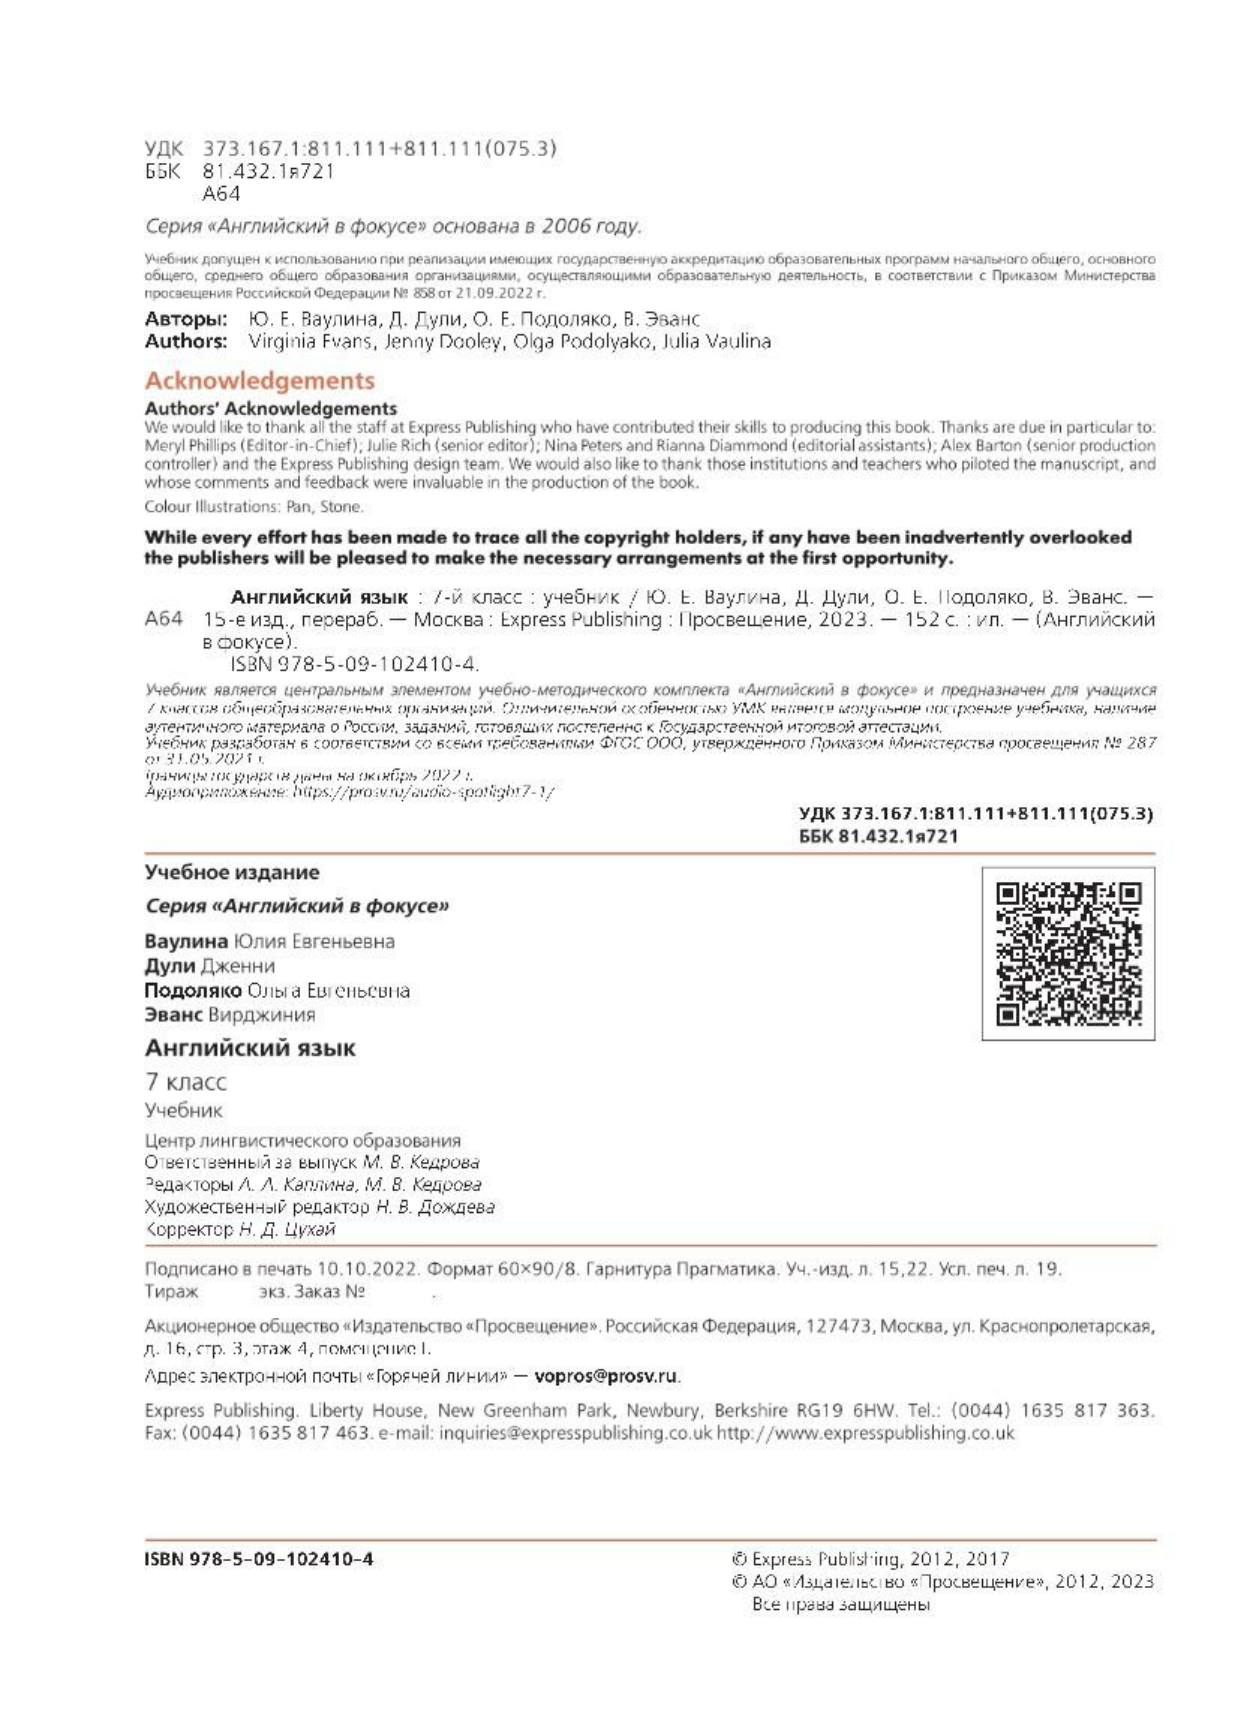 УДК 373.167.1:811.111+811.111(075.3)
ББК 81.432.1я721
А64
Серия «Английский в фокусе» основана в 2006 году.
Учебник допущен к использованию при реализации имеющих государственную аккредитацию образовательных программ начального общего, основного
общего, среднего общего образования организациями, осуществляющими образовательную деятельность, в соответствии с Приказом Министерства
просвещения Российской Федерации № 858 от 21.09.2022 г.
Авторы: Ю. Е. Ваулина, Д. Дули, О. Е. Подоляко, В. Эванс
Authors: Virginia Evans, Jenny Dooley, Olga Podolyako, Julia Vaulina
Acknowledgements
Authors’ Acknowledgements
We would like to thank all the staff at Express Publishing who have contributed their skills to producing this book. Thanks are due in particular to:
Meryl Phillips (Editor-in-Chief); Julie Rich (senior editor); Nina Peters and Rianna Diammond (editorial assistants); Alex Barton (senior production
controller) and the Express Publishing design team. We would also like to thank those institutions and teachers who piloted the manuscript, and
whose comments and feedback were invaluable in the production of the book.
Colour Illustrations: Pan, Stone.
While every effort has been made to trace all the copyright holders, if any have been inadvertently overlooked
the publishers will be pleased to make the necessary arrangements at the first opportunity.
Английский язык : 7-й класс : учебник / Ю. Е. Ваулина, Д. Дули, О. Е. Подоляко, В. Эванс. —
А64 15-е изд., перераб. — Москва : Express Publishing : Просвещение, 2023. — 152 с. : ил. — (Английский
в фокусе).
ISBN 978-5-09-102410-4.
Учебник является центральным элементом учебно-методического комплекта «Английский в фокусе» и предназначен для учащихся
7 классов общеобразовательных организаций. Отличительной особенностью УМК является модульное построение учебника, наличие
аутентичного материала о России, заданий, готовящих постепенно к Государственной итоговой аттестации.
Учебник разработан в соответствии со всеми требованиями ФГОС ООО, утверждённого Приказом Министерства просвещения № 287
от 31.05.2021 г.
Границы государств даны на октябрь 2022 г.
Аудиоприложение: https://prosv.ru/audio-spotlight7-1/
УДК 373.167.1:811.111+811.111(075.3)
ББК 81.432.1я721
Учебное издание
Серия «Английский в фокусе»
Ваулина Юлия Евгеньевна
Дули Дженни
Подоляко Ольга Евгеньевна
Эванс Вирджиния
Английский язык
7 класс
Учебник
Центр лингвистического образования
Ответственный за выпуск М. В. Кедрова
Редакторы А. А. Каплина, М. В. Кедрова
Художественный редактор Н. В. Дождева
Корректор Н. Д. Цухай
Подписано в печать 10.10.2022. Формат 60×90/8. Гарнитура Прагматика. Уч.-изд. л. 15,22. Усл. печ. л. 19.
Тираж экз. Заказ № .
Акционерное общество «Издательство «Просвещение». Российская Федерация, 127473, Москва, ул. Краснопролетарская,
д. 16, стр. 3, этаж 4, помещение I.
Адрес электронной почты «Горячей линии» — vopros@prosv.ru.
Express Publishing. Liberty House, New Greenham Park, Newbury, Berkshire RG19 6HW. Tel.: (0044) 1635 817 363.
Fax: (0044) 1635 817 463. e-mail: inquiries@expresspublishing.co.uk http://www.expresspublishing.co.uk
ISBN 978-5-09-102410-4
© Express Publishing, 2012, 2017
© АО «Издательство «Просвещение», 2012, 2023
Все права защищены